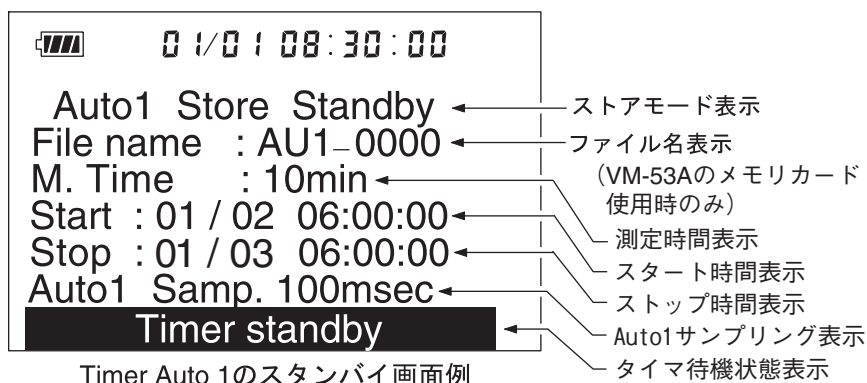 01/01 08:30:00
Auto1 Store Standby
ストアモード表示
File name : AU1–0000
ファイル名表示
(VM-53Aのメモリカード
使用時のみ)
M. Time : 10min
測定時間表示
Start : 01 / 02 06:00:00
スタート時間表示
Stop : 01 / 03 06:00:00
ストップ時間表示
Auto1 Samp. 100msec
Auto1サンプリング表示
Timer standby
タイマ待機状態表示
Timer Auto 1のスタンバイ画面例